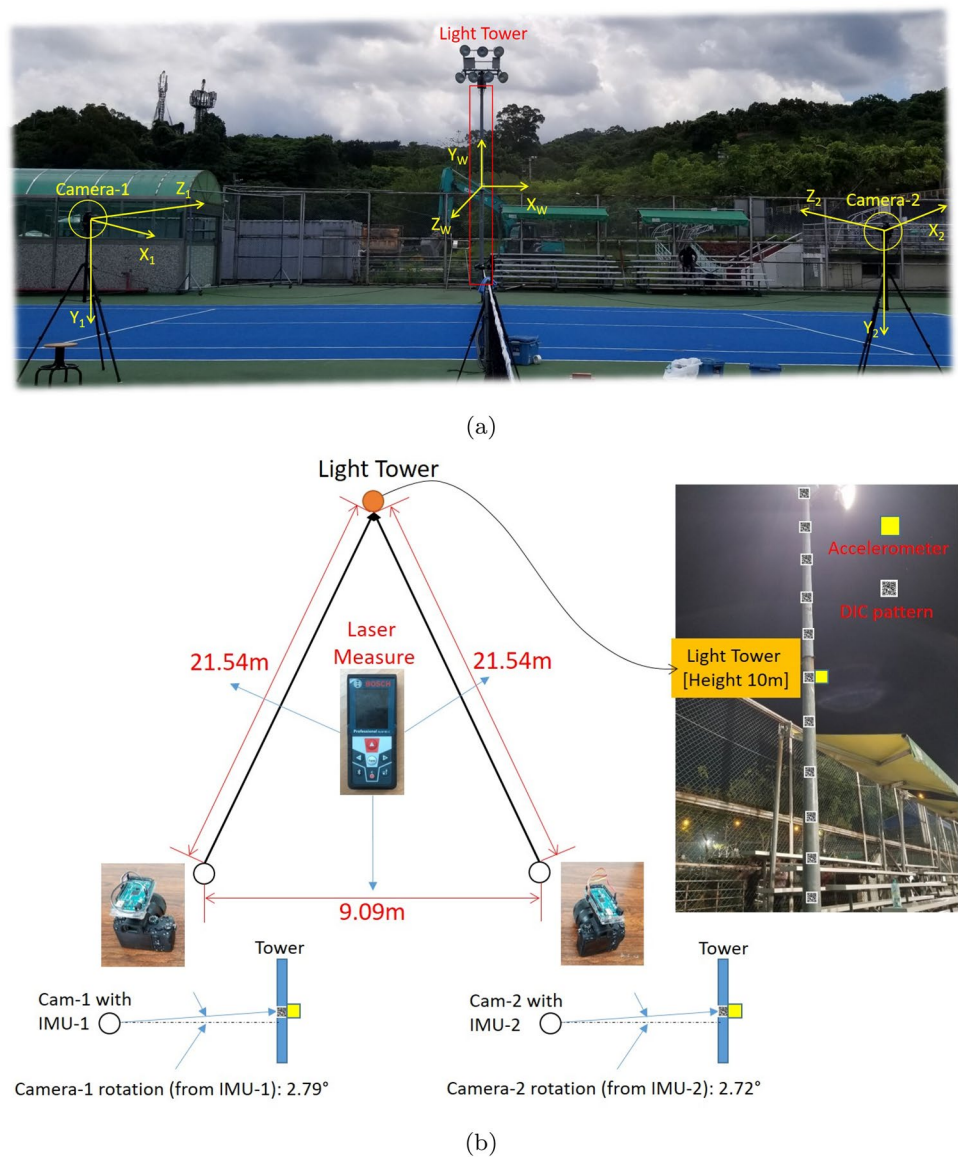 Light Tower
Camera-1
Z1
X1
Y1
YW
XW
ZW
Z2
Camera-2
X2
Y2
(a)
Light Tower
Accelerometer
DIC pattern
Laser
Measure
21.54m
21.54m
Light Tower
[Height 10m]
BOSCH
Professional
9.09m
Tower
Cam-1 with
IMU-1
Camera-1 rotation (from IMU-1): 2.79°
Tower
Cam-2 with
IMU-2
Camera-2 rotation (from IMU-2): 2.72°
(b)